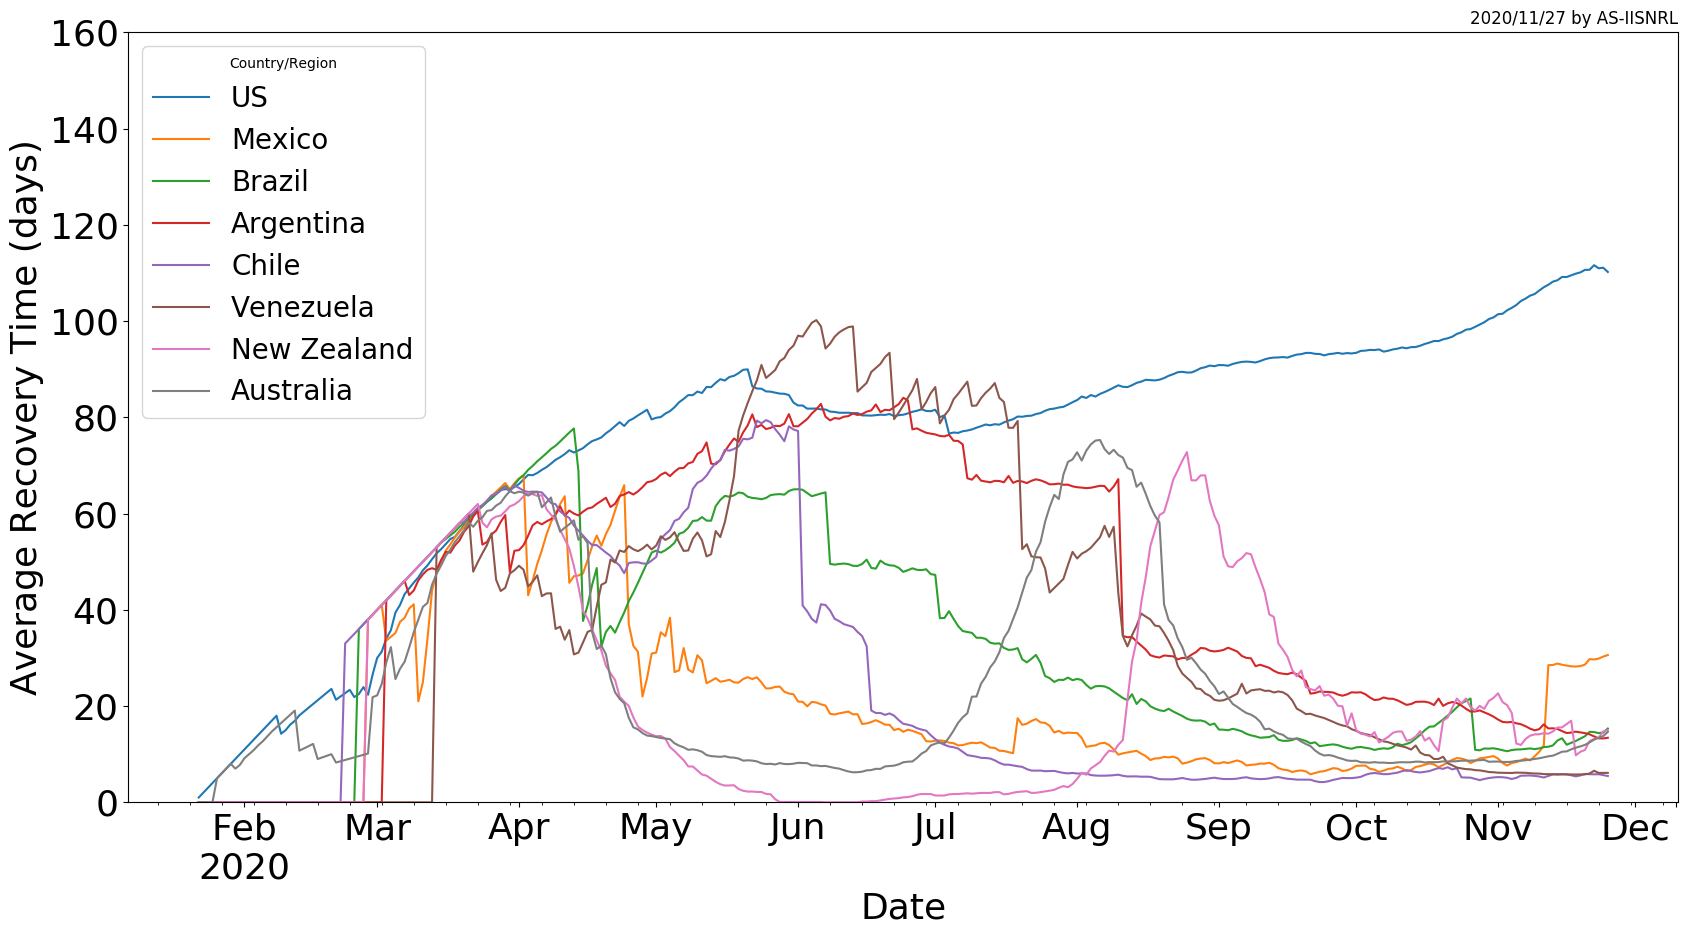 2020/11/27 by AS-IISNRL
160
140
120
100
80
60
40
20
0
Average Recovery Time (days)
Country/Region
US
Mexico
Brazil
Argentina
Chile
Venezuela
New Zealand
Australia
Feb Mar Apr May Jun Jul Aug Sep Oct Nov Dec
2020
Date